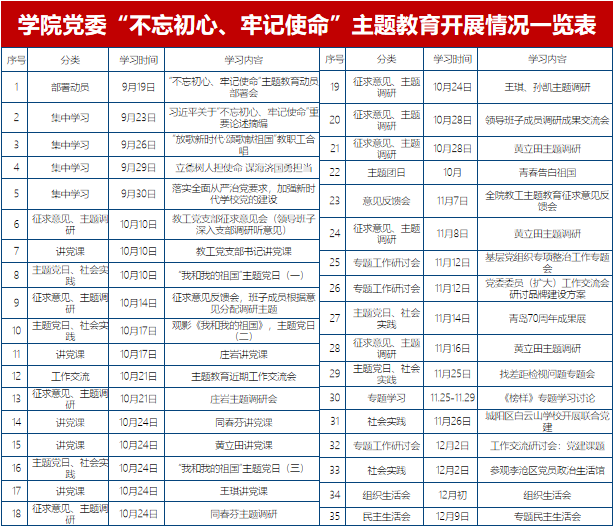 学院党委“不忘初心、牢记使命”主题教育开展情况一览表
序号 分类 学习时间 学习内容
1 部署动员 9月19日 “不忘初心、牢记使命”主题教育动员
部署会
2 集中学习 9月23日 习近平关于“不忘初心、牢记使命”重
要论述摘编
3 集中学习 9月26日 “放歌新时代·颂歌献祖国”教职工合
唱
4 集中学习 9月29日 立德树人担使命 谋海济国勇担当
5 集中学习 9月30日 落实全面从严治党要求，加强新时
代学校党的建设
6 征求意见、主题调
研 10月10日 教工党支部征求意见会（领导班子
深入支部调研听意见）
7 讲党课 10月10日 教工党支部书记讲党课
8 主题党日、社会实
践 10月10日 “我和我的祖国”主题党日（一）
9 征求意见、主题调
研 10月14日 征求意见反馈会，班子成员根据意
见分配调研主题
10 主题党日、社会实
践 10月17日 观影《我和我的祖国》，主题党日
（二）
11 讲党课 10月17日 庄岩讲党课
12 工作交流 10月21日 主题教育近期工作交流会
13 征求意见、主题调
研 10月21日 庄岩主题调研会
14 讲党课 10月24日 同春芬讲党课
15 讲党课 10月24日 黄立田讲党课
16 主题党日、社会实
践 10月24日 “我和我的祖国”主题党日（三）
17 讲党课 10月24日 王琪讲党课
18 征求意见、主题调
研 10月24日 同春芬主题调研
序号 分类 学习时间 学习内容
19 征求意见、主题
调研 10月24日 王琪、孙凯主题调研
20 征求意见、主题
调研 10月28日 领导班子成员调研成果交流会
21 征求意见、主题
调研 10月28日 黄立田主题调研
22 主题团日 10月 青春告白祖国
23 意见反馈会 11月7日 全院教工主题教育征求意见反
馈会
24 征求意见、主题
调研 11月8日 黄立田主题调研
25 专题工作研讨会 11月12日 基层党组织专项整治工作专题
会
26 专题工作研讨会 11月12日 党委委员（扩大）工作交流会
研讨品牌建设方案
27 主题党日、社会
实践 11月14日 青岛70周年成果展
28 征求意见、主题
调研 11月16日 黄立田主题调研
29 主题党日、社会
实践 11月25日 找差距检视问题专题会
30 专题学习 11.25-11.29 《榜样》专题学习讨论
31 社会实践 11月26日 城阳区白云山学校开展联合党
建
32 专题工作研讨会 12月2日 工作交流研讨会：党建课题
33 社会实践 12月2日 参观李沧区党员政治生活馆
34 组织生活会 12月初 组织生活会
35 民主生活会 12月9日 专题民主生活会